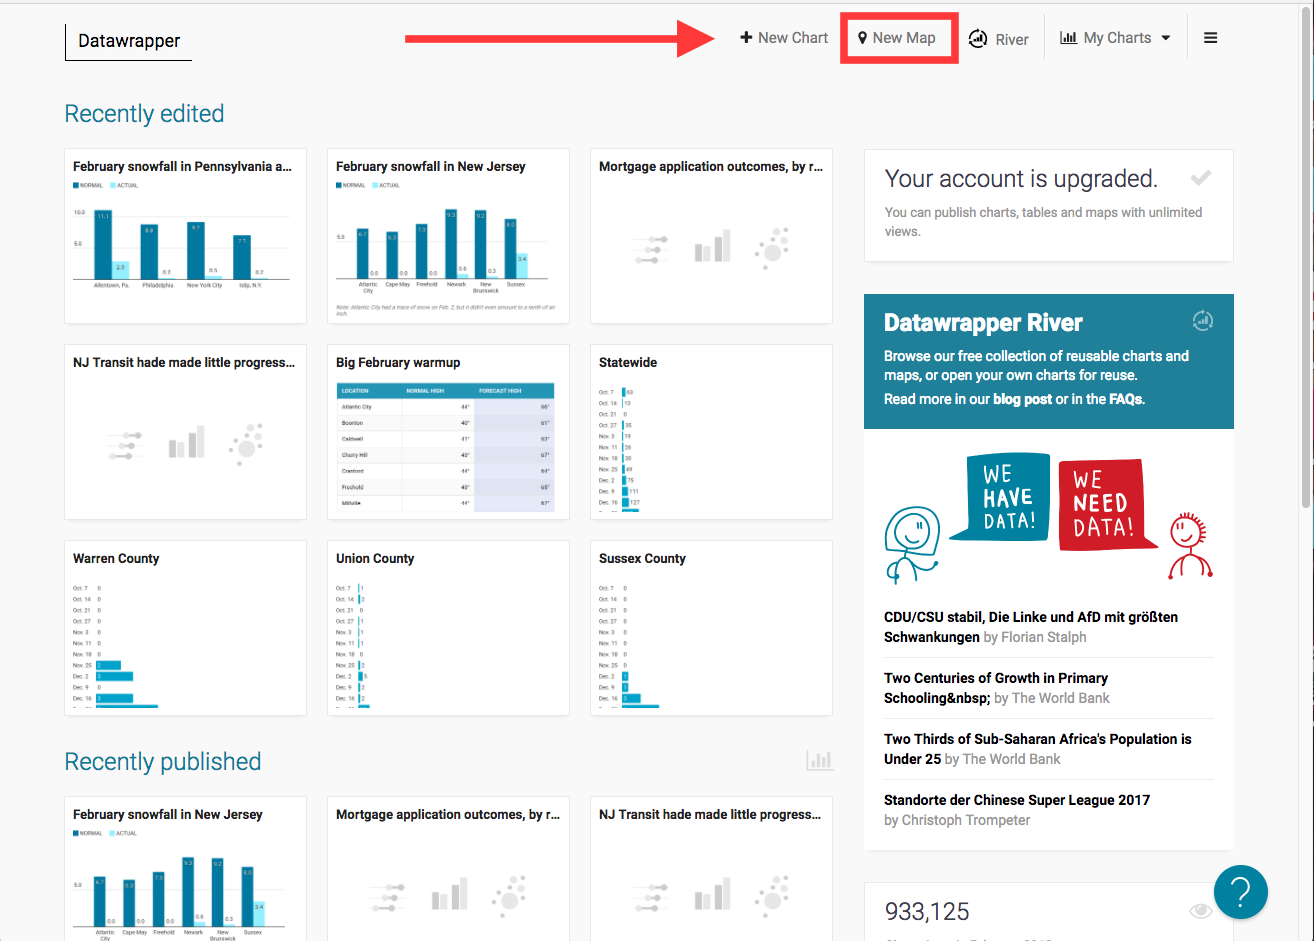 Datawrapper
New Chart
New Map
River
My Charts
Recently edited
February snowfall in Pennsylvania a...
NORMAL ACTUAL
10.0
5.0
11.1
2.9
8.8
0.2
9.2
0.5
0.2
Allentown, Pa. Philadelphia New York City Islip, N.Y.
February snowfall in New Jersey
NORMAL ACTUAL
5.0
0.0
0.0
7.3
0.0
9.3
0.6
9.2
0.3
8.0
3.4
Atlantic City
Cape May
Freehold
Newark
New Brunswick
Sussex
Note: Atlantic City had a trace of snow on Feb. 2, but it didn't even amount to a tenth of an
inch.
Mortgage application outcomes, by r...
Your account is upgraded.
You can publish charts, tables and maps with unlimited
views.
Datawrapper River
Browse our free collection of reusable charts and
maps, or open your own charts for reuse.
Read more in our blog post or in the FAQs.
NJ Transit hade made little progress...
Big February warmup
LOCATION NORMAL HIGH FORECAST HIGH
Atlantic City 44° 66°
Boonton 40° 61°
Caldwell 41° 63°
Cherry Hill 43° 67°
Cranford 44° 64°
Freehold 43° 68°
Millville 44° 67°
Statewide
Oct. 7 63
Oct. 14 13
Oct. 21 0
Oct. 27 35
Nov. 3 19
Nov. 11 26
Nov. 18 30
Nov. 25 49
Dec. 2 75
Dec. 9 111
Dec. 16 127
WE
HAVE
DATA!
WE
NEED
DATA!
Warren County
Oct. 7 0
Oct. 14 0
Oct. 21 0
Oct. 27 0
Nov. 3 0
Nov. 11 0
Nov. 18 0
Nov. 25 2
Dec. 2 3
Dec. 9 0
Dec. 16 3
Union County
Oct. 7 1
Oct. 14 2
Oct. 21 0
Oct. 27 1
Nov. 3 1
Nov. 11 1
Nov. 18 0
Nov. 25 2
Dec. 2 5
Dec. 9 2
Dec. 16 2
Sussex County
Oct. 7 0
Oct. 14 0
Oct. 21 0
Oct. 27 0
Nov. 3 0
Nov. 11 0
Nov. 18 0
Nov. 25 0
Dec. 2 1
Dec. 9 1
Dec. 16 3
CDU/CSU stabil, Die Linke und AfD mit größten
Schwankungen by Florian Stalph
Two Centuries of Growth in Primary
Schooling&nbsp; by The World Bank
Two Thirds of Sub-Saharan Africa's Population is
Under 25 by The World Bank
Standorte der Chinese Super League 2017
by Christoph Trompeter
Recently published
February snowfall in New Jersey
NORMAL ACTUAL
5.0
0.0
0.0
7.3
0.0
9.3
0.6
9.2
0.3
8.0
3.4
Atlantic City
Cape May
Freehold
Newark
New Brunswick
Sussex
Mortgage application outcomes, by r...
NJ Transit hade made little progress...
933,125
?